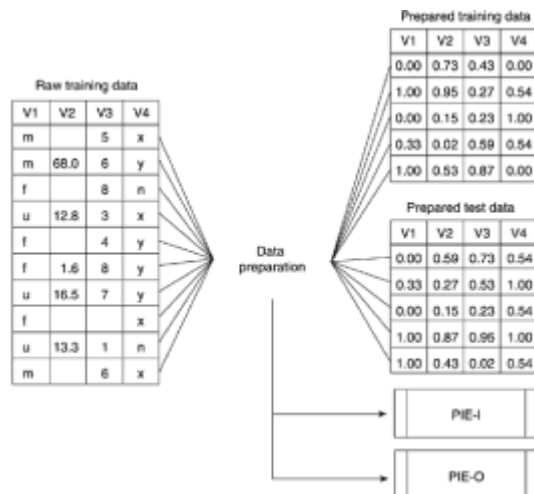 Prepared training data
V1 V2 V3 V4
0.00 0.73 0.43 0.00
1.00 0.95 0.27 0.54
0.00 0.15 0.23 1.00
0.33 0.02 0.59 0.54
1.00 0.53 0.87 0.00
Raw training data
V1 V2 V3 V4
m 5 x
m 68.0 6 y
f 8 n
u 12.8 3 x
f 4 y
f 1.6 8 y
u 16.5 7 y
f x
u 13.3 1 n
m 6 x
Data
preparation
Prepared test data
V1 V2 V3 V4
0.00 0.59 0.73 0.54
0.33 0.27 0.53 1.00
0.00 0.15 0.23 0.54
1.00 0.87 0.95 1.00
1.00 0.43 0.02 0.54
PIE-I
PIE-O